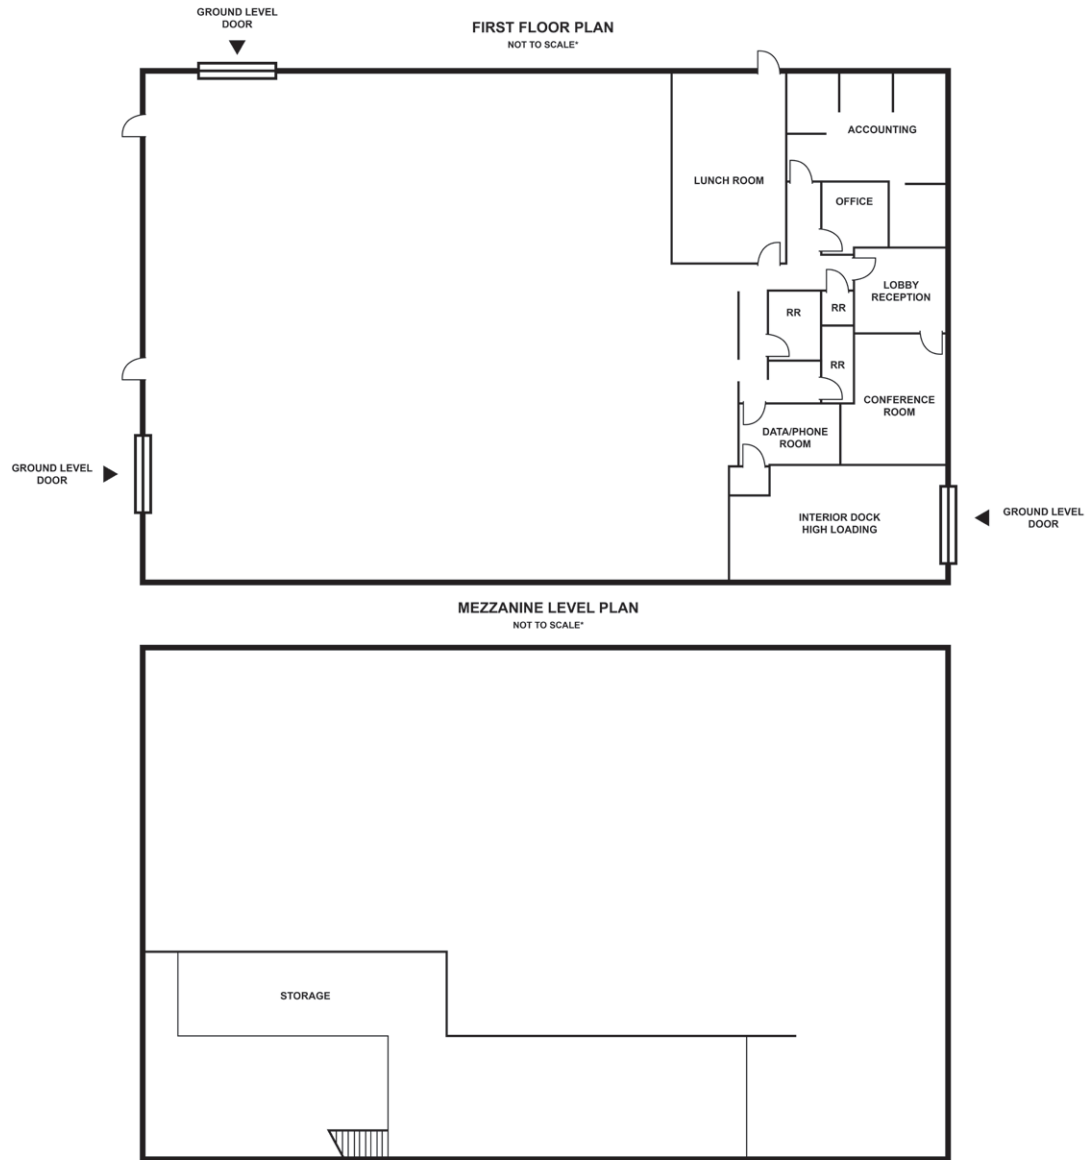 GROUND LEVEL
DOOR
FIRST FLOOR PLAN
NOT TO SCALE*
ACCOUNTING
LUNCH ROOM
OFFICE
LOBBY
RECEPTION
RR
RR
RR
CONFERENCE
ROOM
DATA/PHONE
ROOM
GROUND LEVEL
DOOR
INTERIOR DOCK
HIGH LOADING
GROUND LEVEL
DOOR
MEZZANINE LEVEL PLAN
NOT TO SCALE*
STORAGE